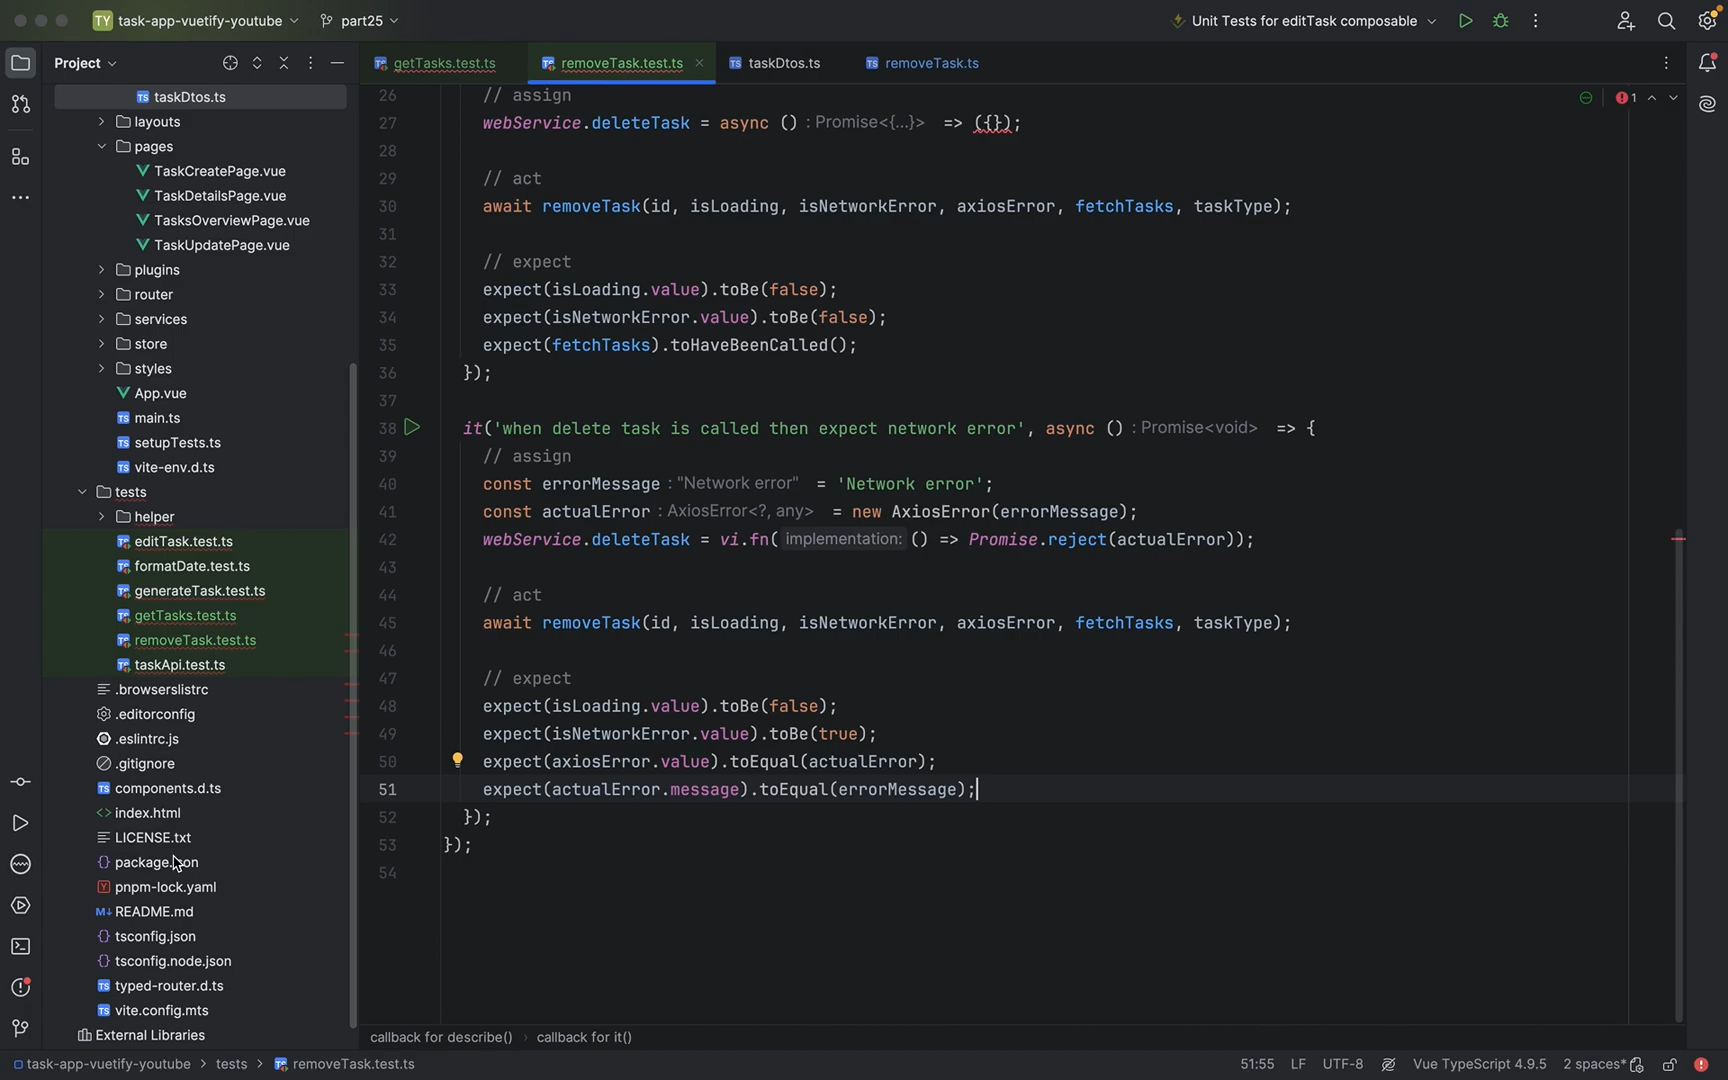 TY task-app-vuetify-youtube
part25
Unit Tests for editTask composable
Project
getTasks.test.ts
removeTask.test.ts
taskDtos.ts
removeTask.ts
taskDtos.ts
layouts
pages
TaskCreatePage.vue
TaskDetailsPage.vue
TasksOverviewPage.vue
TaskUpdatePage.vue
plugins
router
services
store
styles
App.vue
main.ts
setupTests.ts
vite-env.d.ts
tests
helper
editTask.test.ts
formatDate.test.ts
generateTask.test.ts
getTasks.test.ts
removeTask.test.ts
taskApi.test.ts
.browserslistrc
.editorconfig
.eslintrc.js
.gitignore
components.d.ts
index.html
LICENSE.txt
package.json
pnpm-lock.yaml
README.md
tsconfig.json
tsconfig.node.json
typed-router.d.ts
vite.config.mts
External Libraries
1
26 // assign
27 webService.deleteTask = async () : Promise<{...}> => ({});
28
29 // act
30 await removeTask(id, isLoading, isNetworkError, axiosError, fetchTasks, taskType);
31
32 // expect
33 expect(isLoading.value).toBe(false);
34 expect(isNetworkError.value).toBe(false);
35 expect(fetchTasks).toHaveBeenCalled();
36 });
37
38 it('when delete task is called then expect network error', async () : Promise<void> => {
39 // assign
40 const errorMessage : "Network error" = 'Network error';
41 const actualError : AxiosError<?, any> = new AxiosError(errorMessage);
42 webService.deleteTask = vi.fn( implementation: () => Promise.reject(actualError));
43
44 // act
45 await removeTask(id, isLoading, isNetworkError, axiosError, fetchTasks, taskType);
46
47 // expect
48 expect(isLoading.value).toBe(false);
49 expect(isNetworkError.value).toBe(true);
50 expect(axiosError.value).toEqual(actualError);
51 expect(actualError.message).toEqual(errorMessage);
52 });
53 });
54
callback for describe() › callback for it()
task-app-vuetify-youtube > tests > removeTask.test.ts
51:55 LF UTF-8 Vue TypeScript 4.9.5 2 spaces*